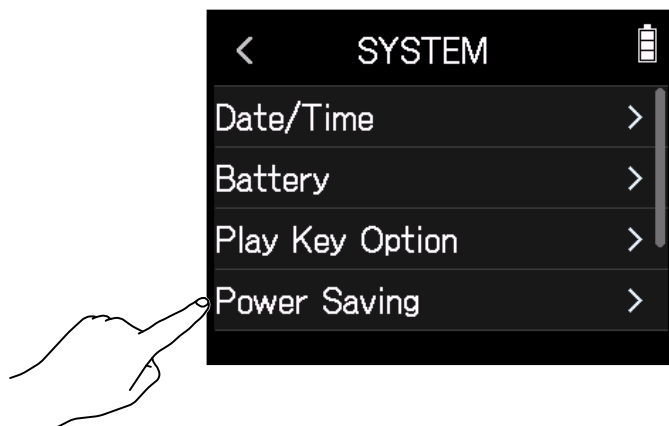 SYSTEM
Date/Time
Battery
Play Key Option
Power Saving